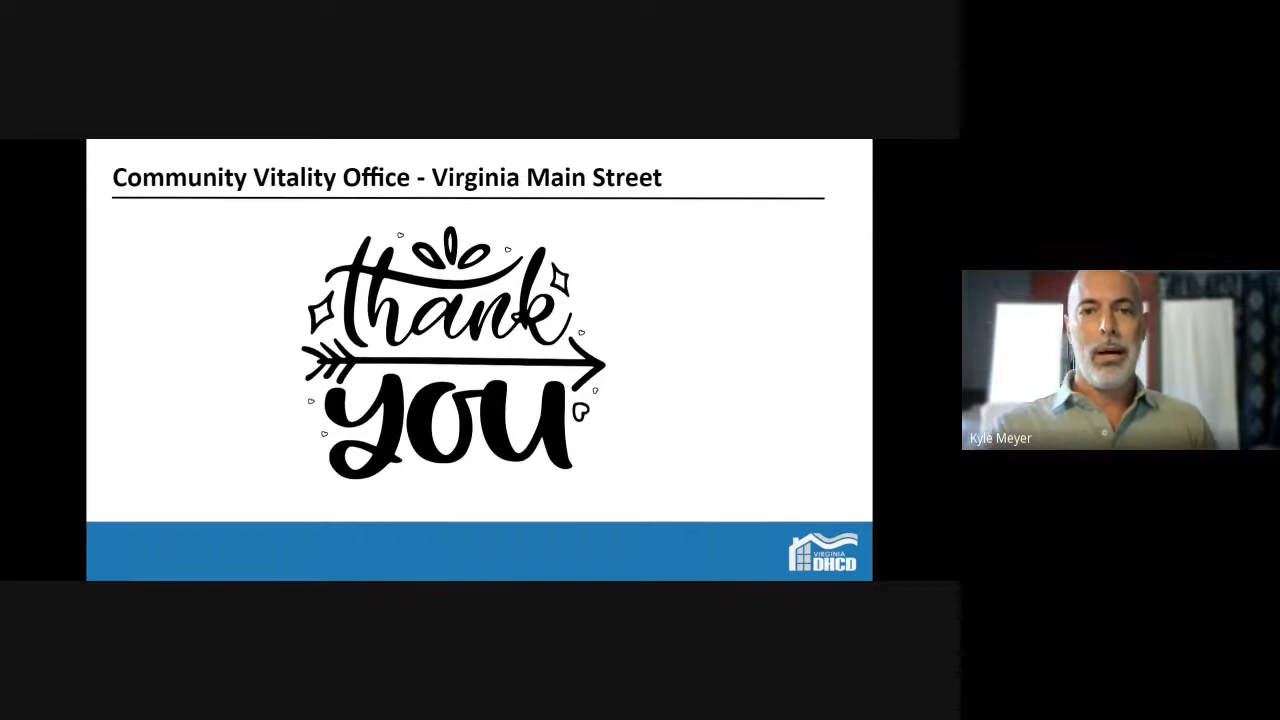 Community Vitality Office - Virginia Main Street
thank
you
VIRGINIA
DHCD
Kyle Meyer